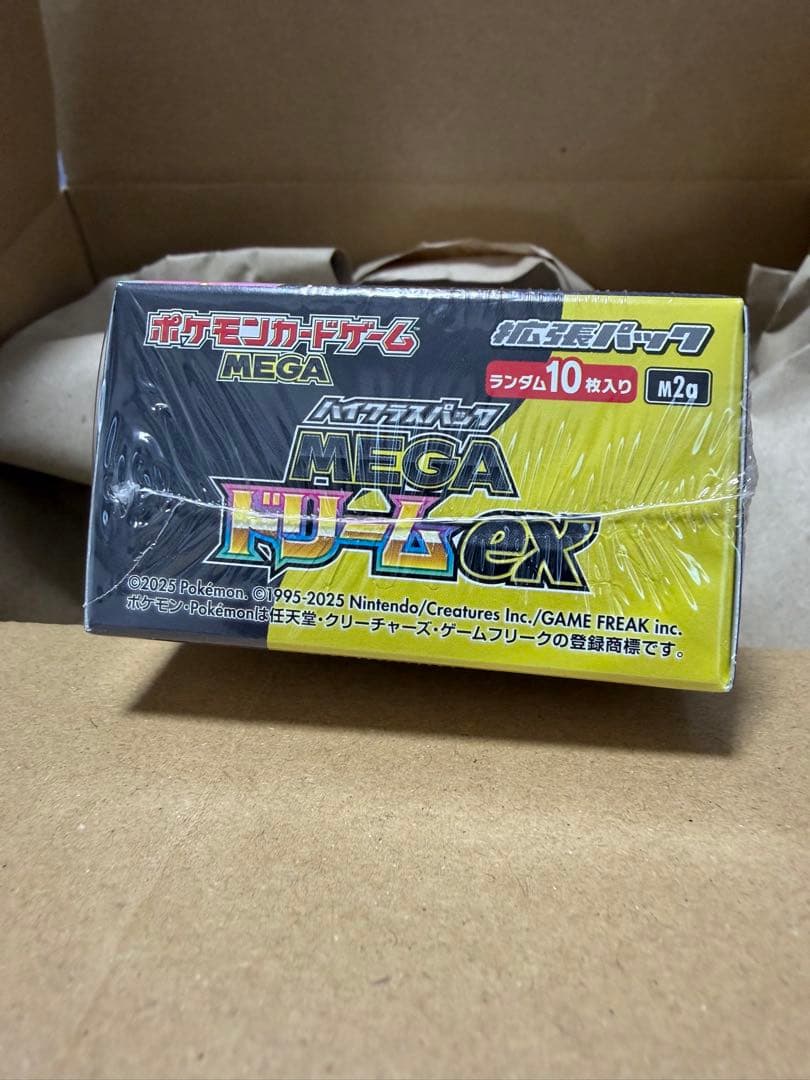 ポケモンカードゲーム
MEGA
拡張パック
ランダム10枚入り
M2a
ハイクラスパック
MEGA
ドリームex
©2025 Pokémon. ©1995-2025 Nintendo/Creatures Inc./GAME FREAK inc.
ポケモン・Pokémonは任天堂・クリーチャーズ・ゲームフリークの登録商標です。